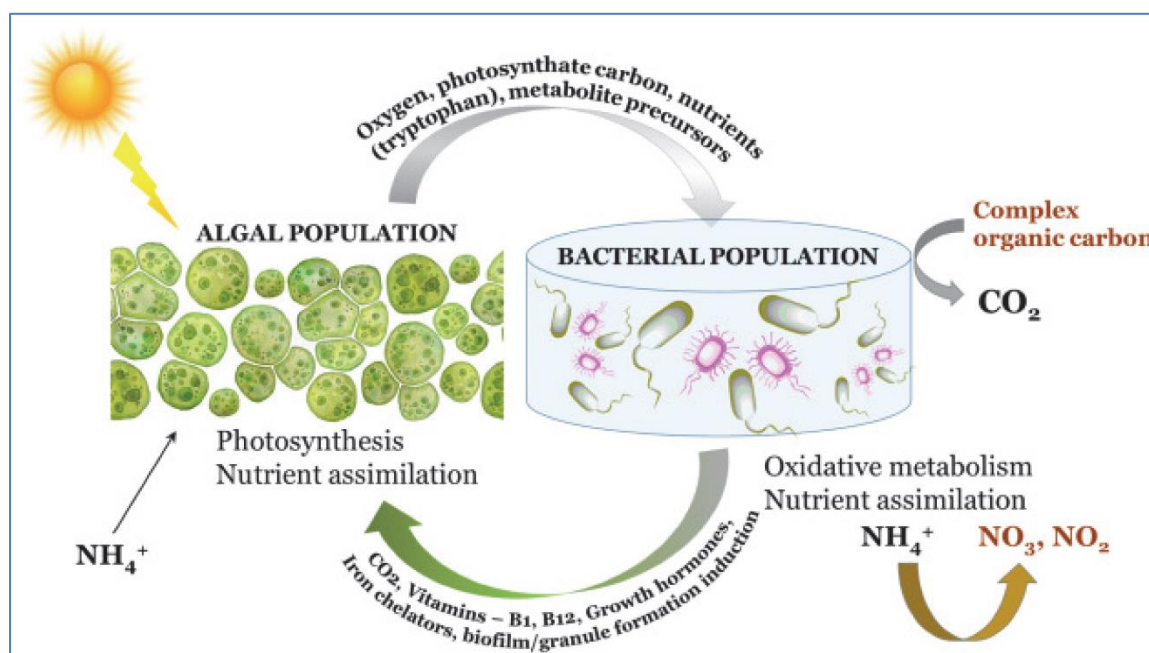 Oxygen, photosynthate carbon, nutrients
(tryptophan), metabolite precursors
ALGAL POPULATION
BACTERIAL POPULATION
Complex
organic carbon
CO₂
Photosynthesis
Nutrient assimilation
NH₄⁺
Oxidative metabolism
Nutrient assimilation
NH₄⁺
NO₃, NO₂
CO2, Vitamins – B1, B12, Growth hormones,
Iron chelators, biofilm/granule formation induction